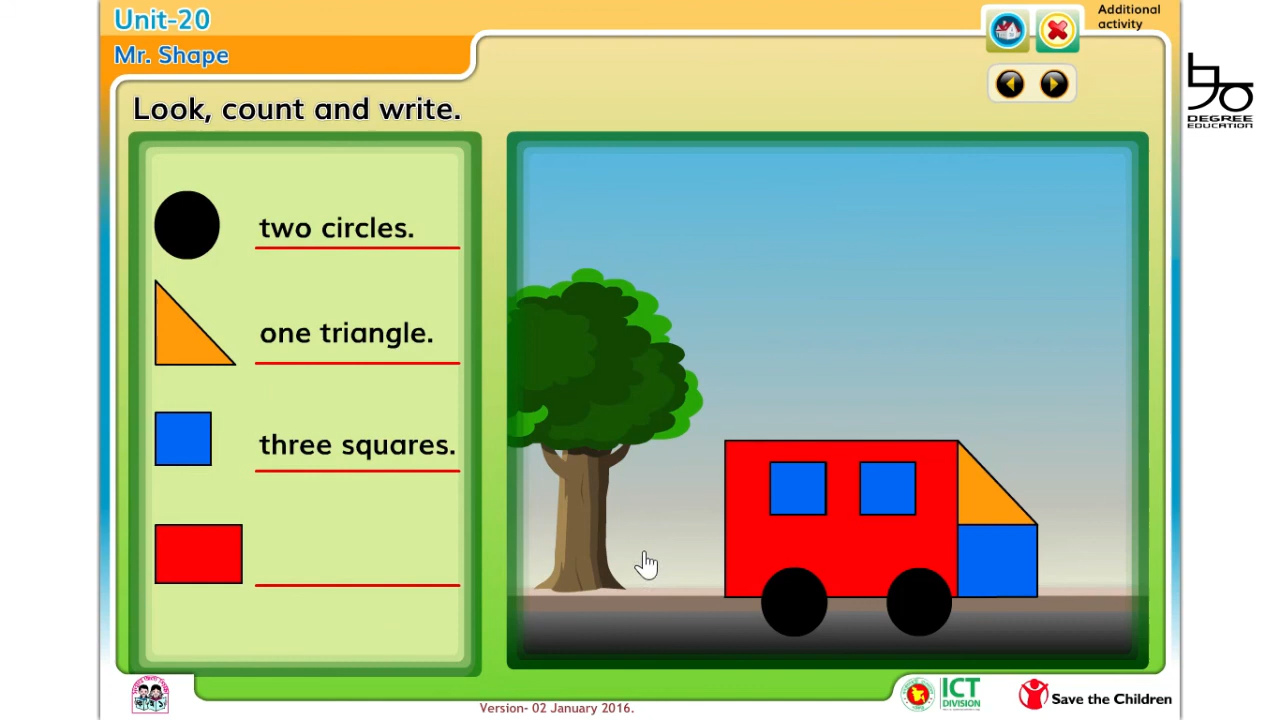 Unit-20
Mr. Shape
Additional
activity
Look, count and write.
two circles.
one triangle.
three squares.
DEGREE
EDUCATION
Version- 02 January 2016.
ICT
DIVISION
Save the Children